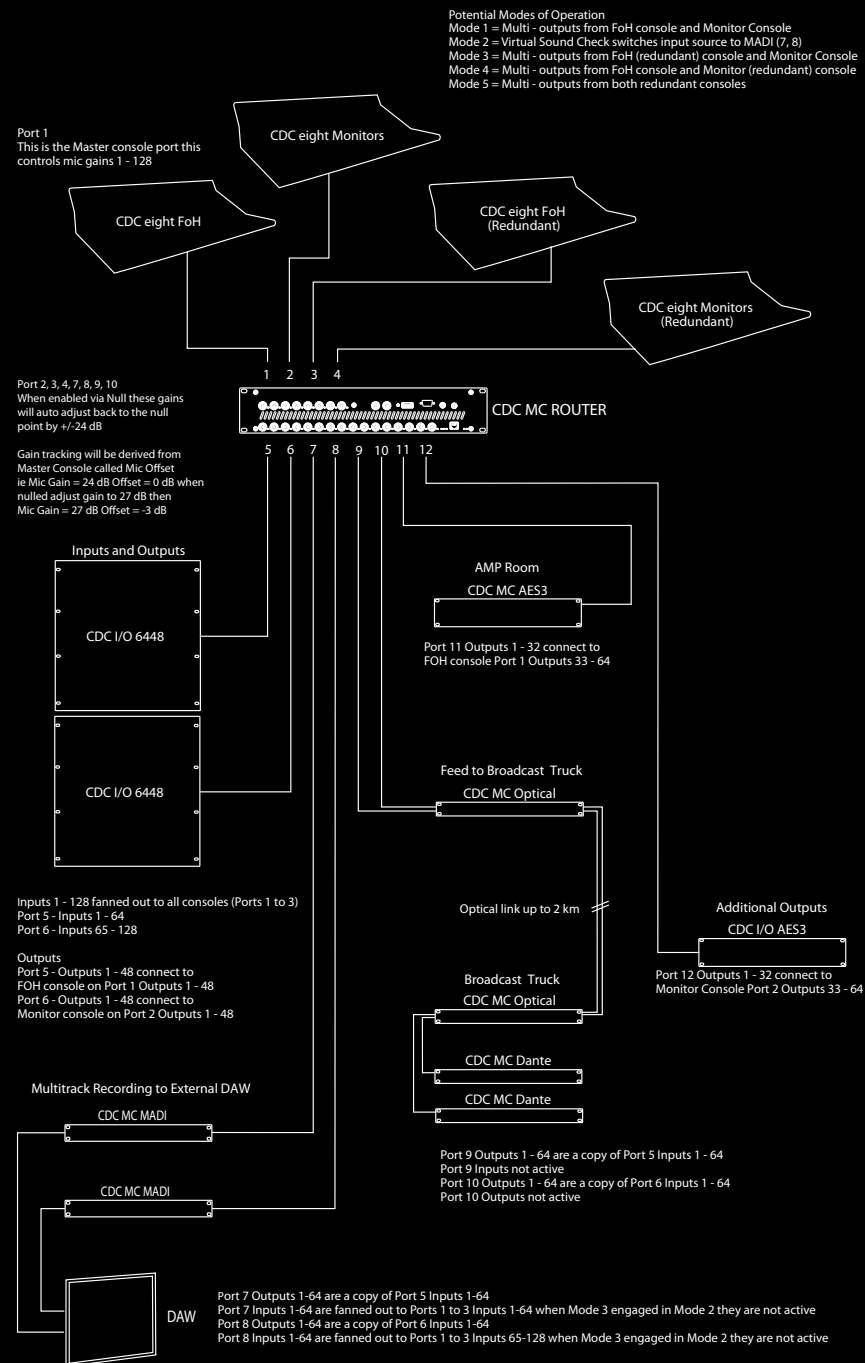 Potential Modes of Operation
Mode 1 = Multi - outputs from FoH console and Monitor Console
Mode 2 = Virtual Sound Check switches input source to MADI (7, 8)
Mode 3 = Multi - outputs from FoH (redundant) console and Monitor Console
Mode 4 = Multi - outputs from FoH console and Monitor (redundant) console
Mode 5 = Multi - outputs from both redundant consoles
Port 1
This is the Master console port this
controls mic gains 1 - 128
CDC eight Monitors
CDC eight FoH
CDC eight FoH
(Redundant)
CDC eight Monitors
(Redundant)
1 2 3 4
Port 2, 3, 4, 7, 8, 9, 10
When enabled via Null these gains
will auto adjust back to the null
point by +/-24 dB
CDC MC ROUTER
5 6 7 8 9 10 11 12
Gain tracking will be derived from
Master Console called Mic Offset
ie Mic Gain = 24 dB Offset = 0 dB when
nulled adjust gain to 27 dB then
Mic Gain = 27 dB Offset = -3 dB
Inputs and Outputs
CDC I/O 6448
CDC I/O 6448
AMP Room
CDC MC AES3
Port 11 Outputs 1 - 32 connect to
FOH console Port 1 Outputs 33 - 64
Feed to Broadcast Truck
CDC MC Optical
Optical link up to 2 km
Additional Outputs
CDC I/O AES3
Port 12 Outputs 1 - 32 connect to
Monitor Console Port 2 Outputs 33 - 64
Inputs 1 - 128 fanned out to all consoles (Ports 1 to 3)
Port 5 - Inputs 1 - 64
Port 6 - Inputs 65 - 128
Outputs
Port 5 - Outputs 1 - 48 connect to
FOH console on Port 1 Outputs 1 - 48
Port 6 - Outputs 1 - 48 connect to
Monitor console on Port 2 Outputs 1 - 48
Broadcast Truck
CDC MC Optical
CDC MC Dante
CDC MC Dante
Port 9 Outputs 1 - 64 are a copy of Port 5 Inputs 1 - 64
Port 9 Inputs not active
Port 10 Outputs 1 - 64 are a copy of Port 6 Inputs 1 - 64
Port 10 Outputs not active
Multitrack Recording to External DAW
CDC MC MADI
CDC MC MADI
DAW
Port 7 Outputs 1-64 are a copy of Port 5 Inputs 1-64
Port 7 Inputs 1-64 are fanned out to Ports 1 to 3 Inputs 1-64 when Mode 3 engaged in Mode 2 they are not active
Port 8 Outputs 1-64 are a copy of Port 6 Inputs 1-64
Port 8 Inputs 1-64 are fanned out to Ports 1 to 3 Inputs 65-128 when Mode 3 engaged in Mode 2 they are not active